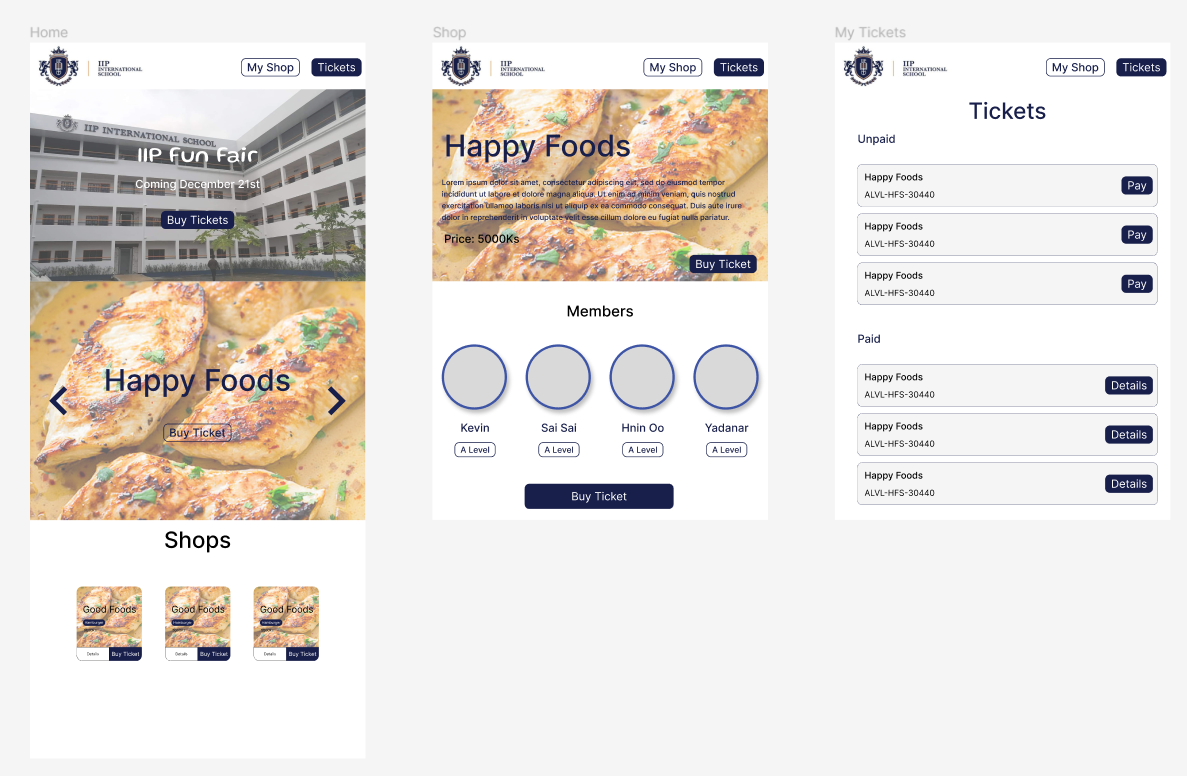 Home
IIP
INTERNATIONAL
SCHOOL
My Shop
Tickets
IIP INTERNATIONAL SCHOOL
IIP Fun Fair
Coming December 21st
Buy Tickets
Happy Foods
Buy Ticket
Shops
Good Foods
Hamburger
Details
Buy Ticket
Good Foods
Hamburger
Details
Buy Ticket
Good Foods
Hamburger
Details
Buy Ticket
Shop
IIP
INTERNATIONAL
SCHOOL
My Shop
Tickets
Happy Foods
Lorem ipsum dolor sit amet, consectetur adipiscing elit, sed do eiusmod tempor
incididunt ut labore et dolore magna aliqua. Ut enim ad minim veniam, quis nostrud
exercitation ullamco laboris nisi ut aliquip ex ea commodo consequat. Duis aute irure
dolor in reprehenderit in voluptate velit esse cillum dolore eu fugiat nulla pariatur.
Price: 5000Ks
Buy Ticket
Members
Kevin
Sai Sai
Hnin Oo
Yadanar
A Level
A Level
A Level
A Level
Buy Ticket
My Tickets
IIP
INTERNATIONAL
SCHOOL
My Shop
Tickets
Tickets
Unpaid
Happy Foods
ALVL-HFS-30440
Pay
Happy Foods
ALVL-HFS-30440
Pay
Happy Foods
ALVL-HFS-30440
Pay
Paid
Happy Foods
ALVL-HFS-30440
Details
Happy Foods
ALVL-HFS-30440
Details
Happy Foods
ALVL-HFS-30440
Details